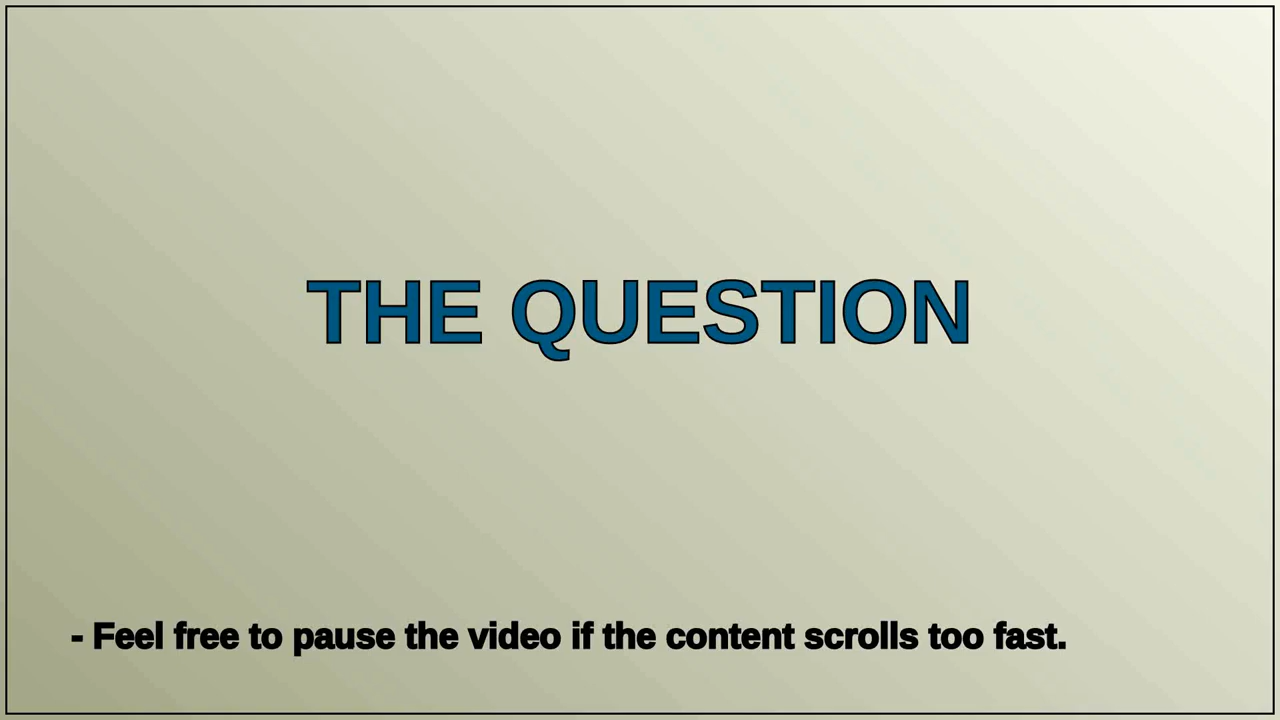 THE QUESTION
- Feel free to pause the video if the content scrolls too fast.